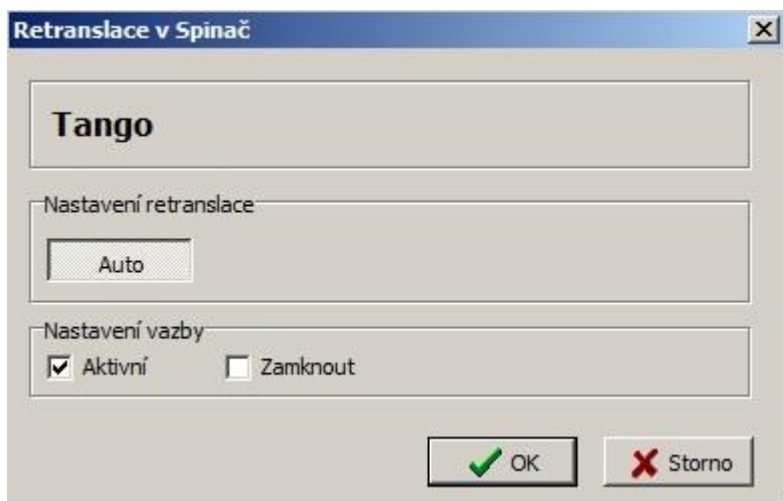 Retranslace v Spinač
Tango
Nastavení retranslace
Auto
Nastavení vazby
Aktivní Zamknout
OK Storno